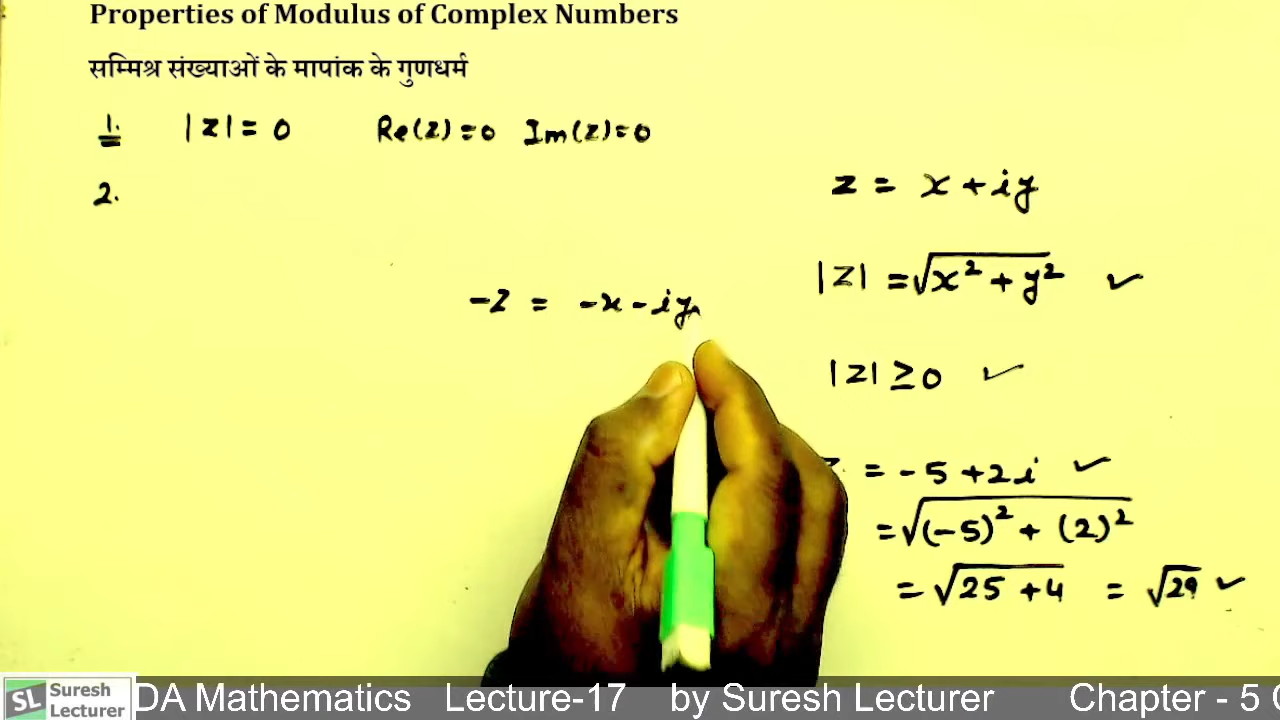 Properties of Modulus of Complex Numbers
सम्मिश्र संख्याओं के मापांक के गुणधर्म
1. |z| = 0 Re(z) = 0 Im(z) = 0
2.
z = x + iy
|z| = √x² + y² ✓
-z = -x - iy
|z| ≥ 0 ✓
= -5 + 2i ✓
= √(-5)² + (2)²
= √25 + 4 = √29 ✓
SL Suresh Lecturer
DA Mathematics Lecture-17 by Suresh Lecturer Chapter - 5